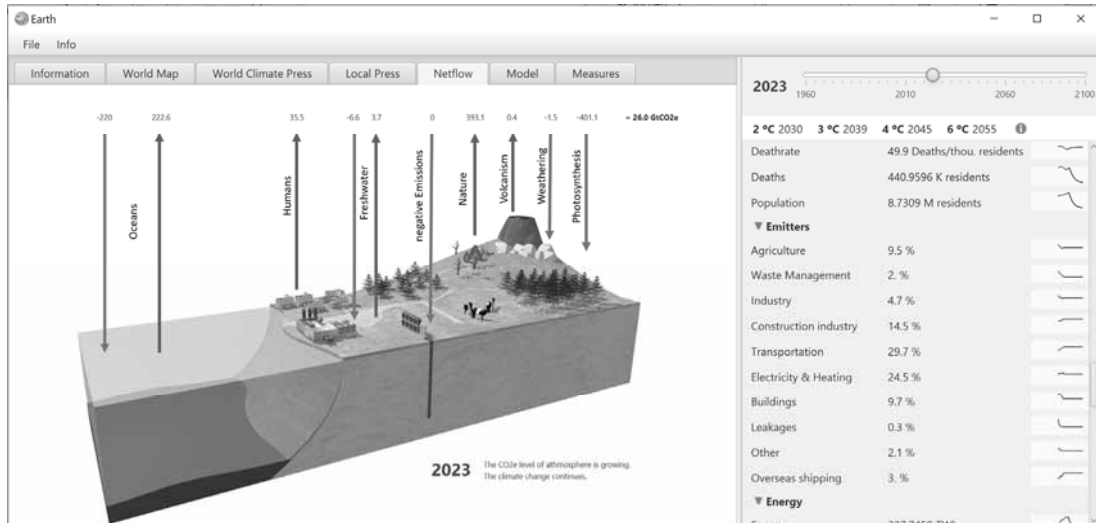 Earth
File Info
Information World Map World Climate Press Local Press Netflow Model Measures
2023
1960 2010 2060 2100
-220 222.6 35.5 -6.6 3.7 0 393.1 0.4 -1.5 -401.1 = 26.0 GtCO2e
2 ºC 2030 3 ºC 2039 4 ºC 2045 6 ºC 2055
Oceans
Humans
Freshwater
negative Emissions
Nature
Volcanism
Weathering
Photosynthesis
Deathrate 49.9 Deaths/thou. residents
Deaths 440.9596 K residents
Population 8.7309 M residents
Emitters
Agriculture 9.5 %
Waste Management 2. %
Industry 4.7 %
Construction industry 14.5 %
Transportation 29.7 %
Electricity & Heating 24.5 %
Buildings 9.7 %
Leakages 0.3 %
Other 2.1 %
Overseas shipping 3. %
Energy
2023 The CO2e level of athmosphere is growing.
The climate change continues.